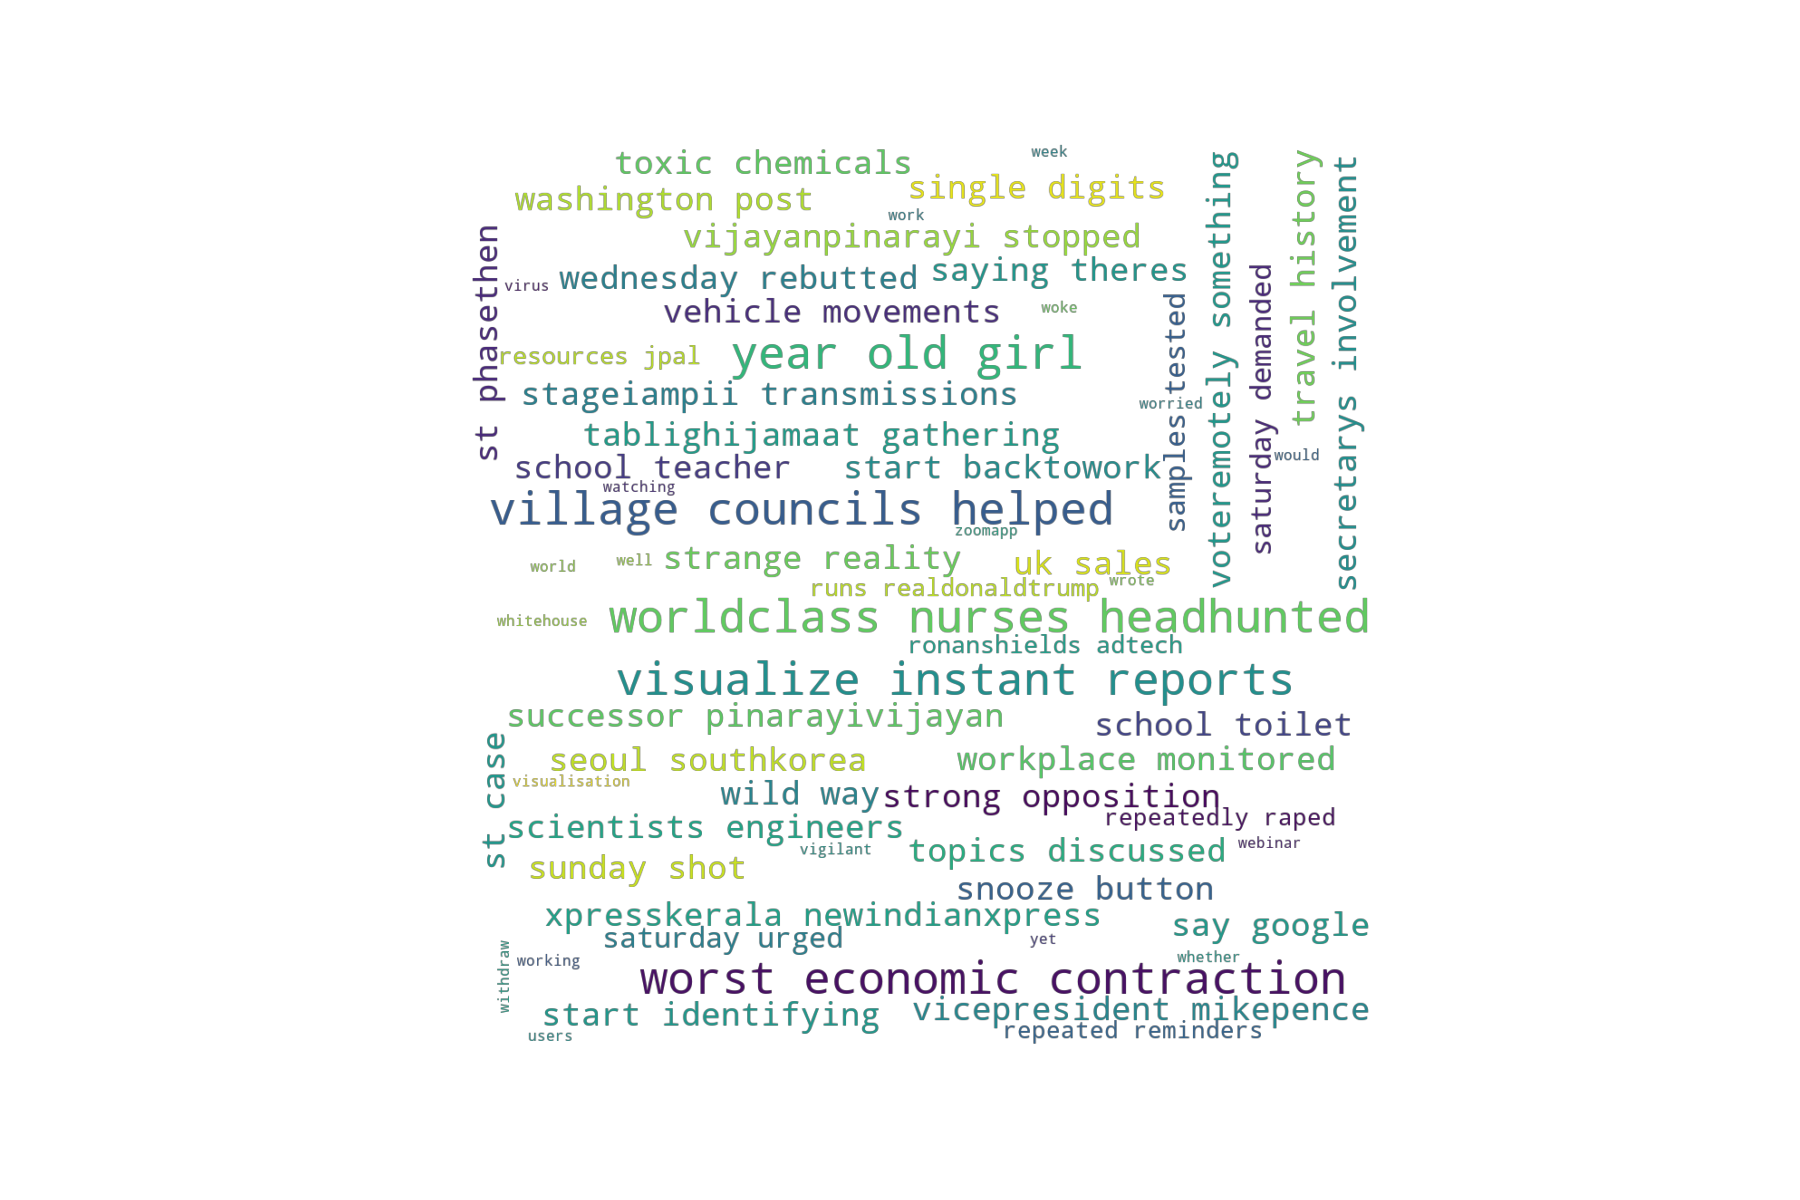 toxic chemicals
week
washington post
single digits
work
vijayanpinarayi stopped
wednesday rebutted
saying theres
virus
vehicle movements
woke
resources jpal
year old girl
stageiampii transmissions
worried
tablighijamaat gathering
school teacher
start backtowork
watching
village councils helped
zoomapp
world
well
strange reality
uk sales
runs realdonaldtrump
wrote
whitehouse
worldclass nurses headhunted
ronanshields adtech
visualize instant reports
successor pinarayivijayan
school toilet
seoul southkorea
workplace monitored
visualisation
wild way
strong opposition
repeatedly raped
scientists engineers
vigilant
topics discussed
webinar
sunday shot
snooze button
xpresskerala newindianxpress
say google
saturday urged
yet
working
whether
worst economic contraction
start identifying
vicepresident mikepence
repeated reminders
users
st phasethen
st case
withdraw
samples tested
voteremotely something
saturday demanded
would
travel history
secretarys involvement